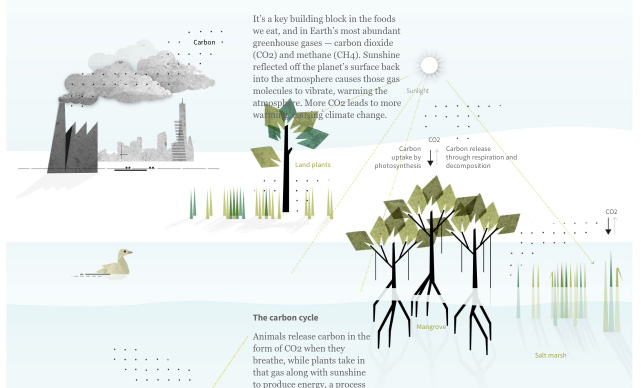 It's a key building block in the foods
we eat, and in Earth's most abundant
greenhouse gases — carbon dioxide
(CO2) and methane (CH4). Sunshine
reflected off the planet's surface back
into the atmosphere causes those gas
molecules to vibrate, warming the
atmosphere. More CO2 leads to more
warming, causing climate change.
Carbon
Sunlight
CO2
Carbon
uptake by
photosynthesis
Carbon release
through respiration and
decomposition
Land plants
CO2
Mangrove
Salt marsh
The carbon cycle
Animals release carbon in the
form of CO2 when they
breathe, while plants take in
that gas along with sunshine
to produce energy, a process